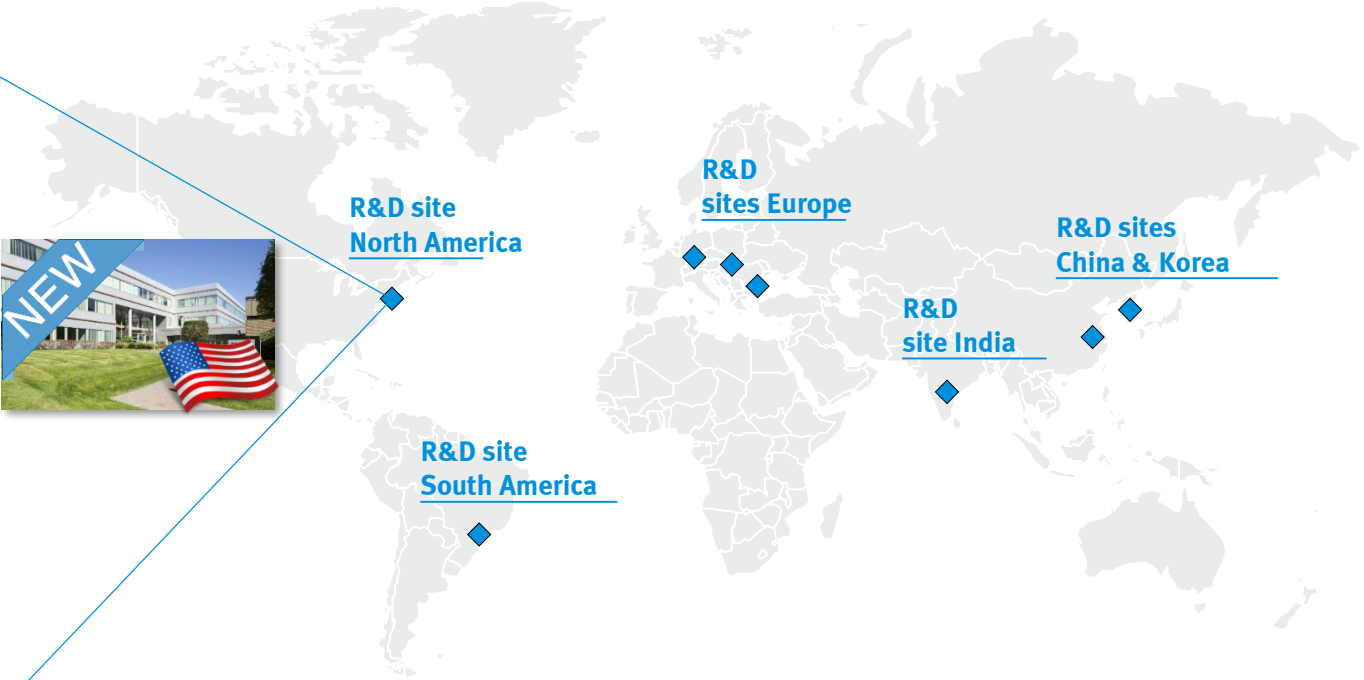 R&D
sites Europe
R&D site
North America
R&D sites
China & Korea
NEW
R&D
site India
R&D site
South America